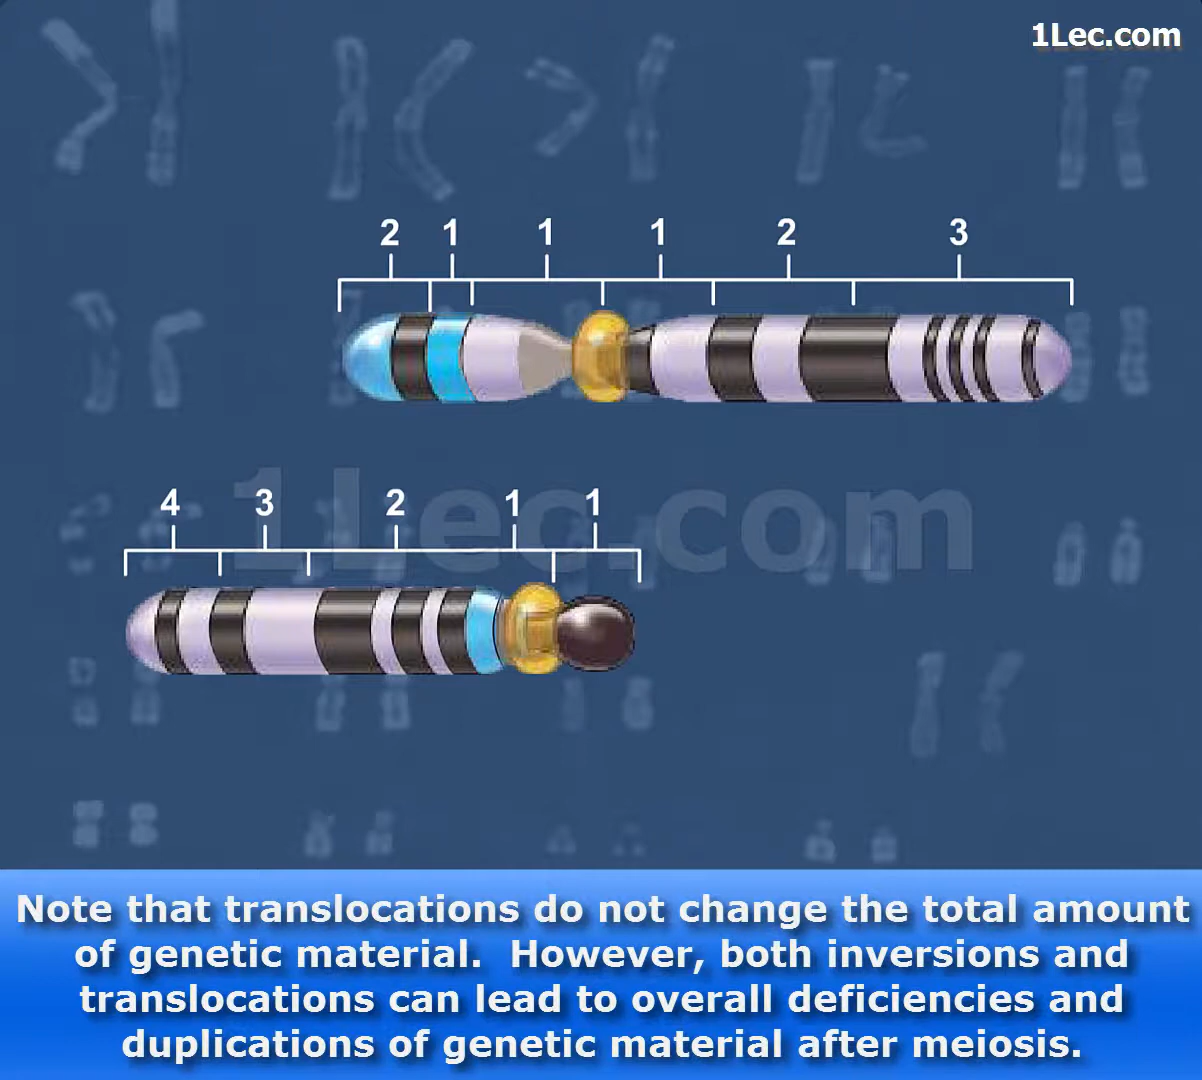 1Lec.com
2 1 1 1 2 3
4 3 2 1 1
1Lec.com
Note that translocations do not change the total amount
of genetic material. However, both inversions and
translocations can lead to overall deficiencies and
duplications of genetic material after meiosis.